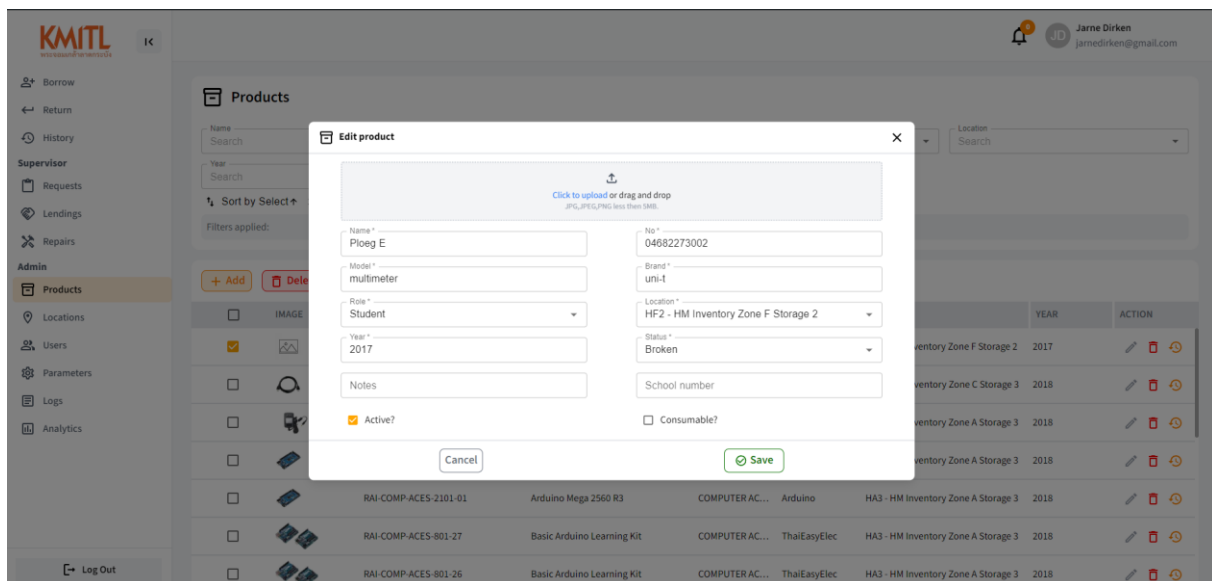 KMITL
Jarne Dirken
JD
jarnedirken@gmail.com
Borrow
Return
History
Supervisor
Requests
Lendings
Repairs
Admin
Products
Locations
Users
Parameters
Logs
Analytics
Log Out
Products
Name
Search
Location
Search
Year
Search
Sort by Select
Filters applied:
+ Add
Dele
IMAGE
YEAR
ACTION
ventory Zone F Storage 2 2017
ventory Zone C Storage 3 2018
ventory Zone A Storage 3 2018
ventory Zone A Storage 3 2018
RAI-COMP-ACES-2101-01 Arduino Mega 2560 R3 COMPUTER AC... Arduino HA3 - HM Inventory Zone A Storage 3 2018
RAI-COMP-ACES-801-27 Basic Arduino Learning Kit COMPUTER AC... ThaiEasyElec HA3 - HM Inventory Zone A Storage 3 2018
RAI-COMP-ACES-801-26 Basic Arduino Learning Kit COMPUTER AC... ThaiEasyElec HA3 - HM Inventory Zone A Storage 3 2018
Edit product
Click to upload or drag and drop
JPG,JPEG,PNG less then 5MB.
Name *
Ploeg E
No *
04682273002
Model *
multimeter
Brand *
uni-t
Role *
Student
Location *
HF2 - HM Inventory Zone F Storage 2
Year *
2017
Status *
Broken
Notes
School number
Active?
Consumable?
Cancel
Save